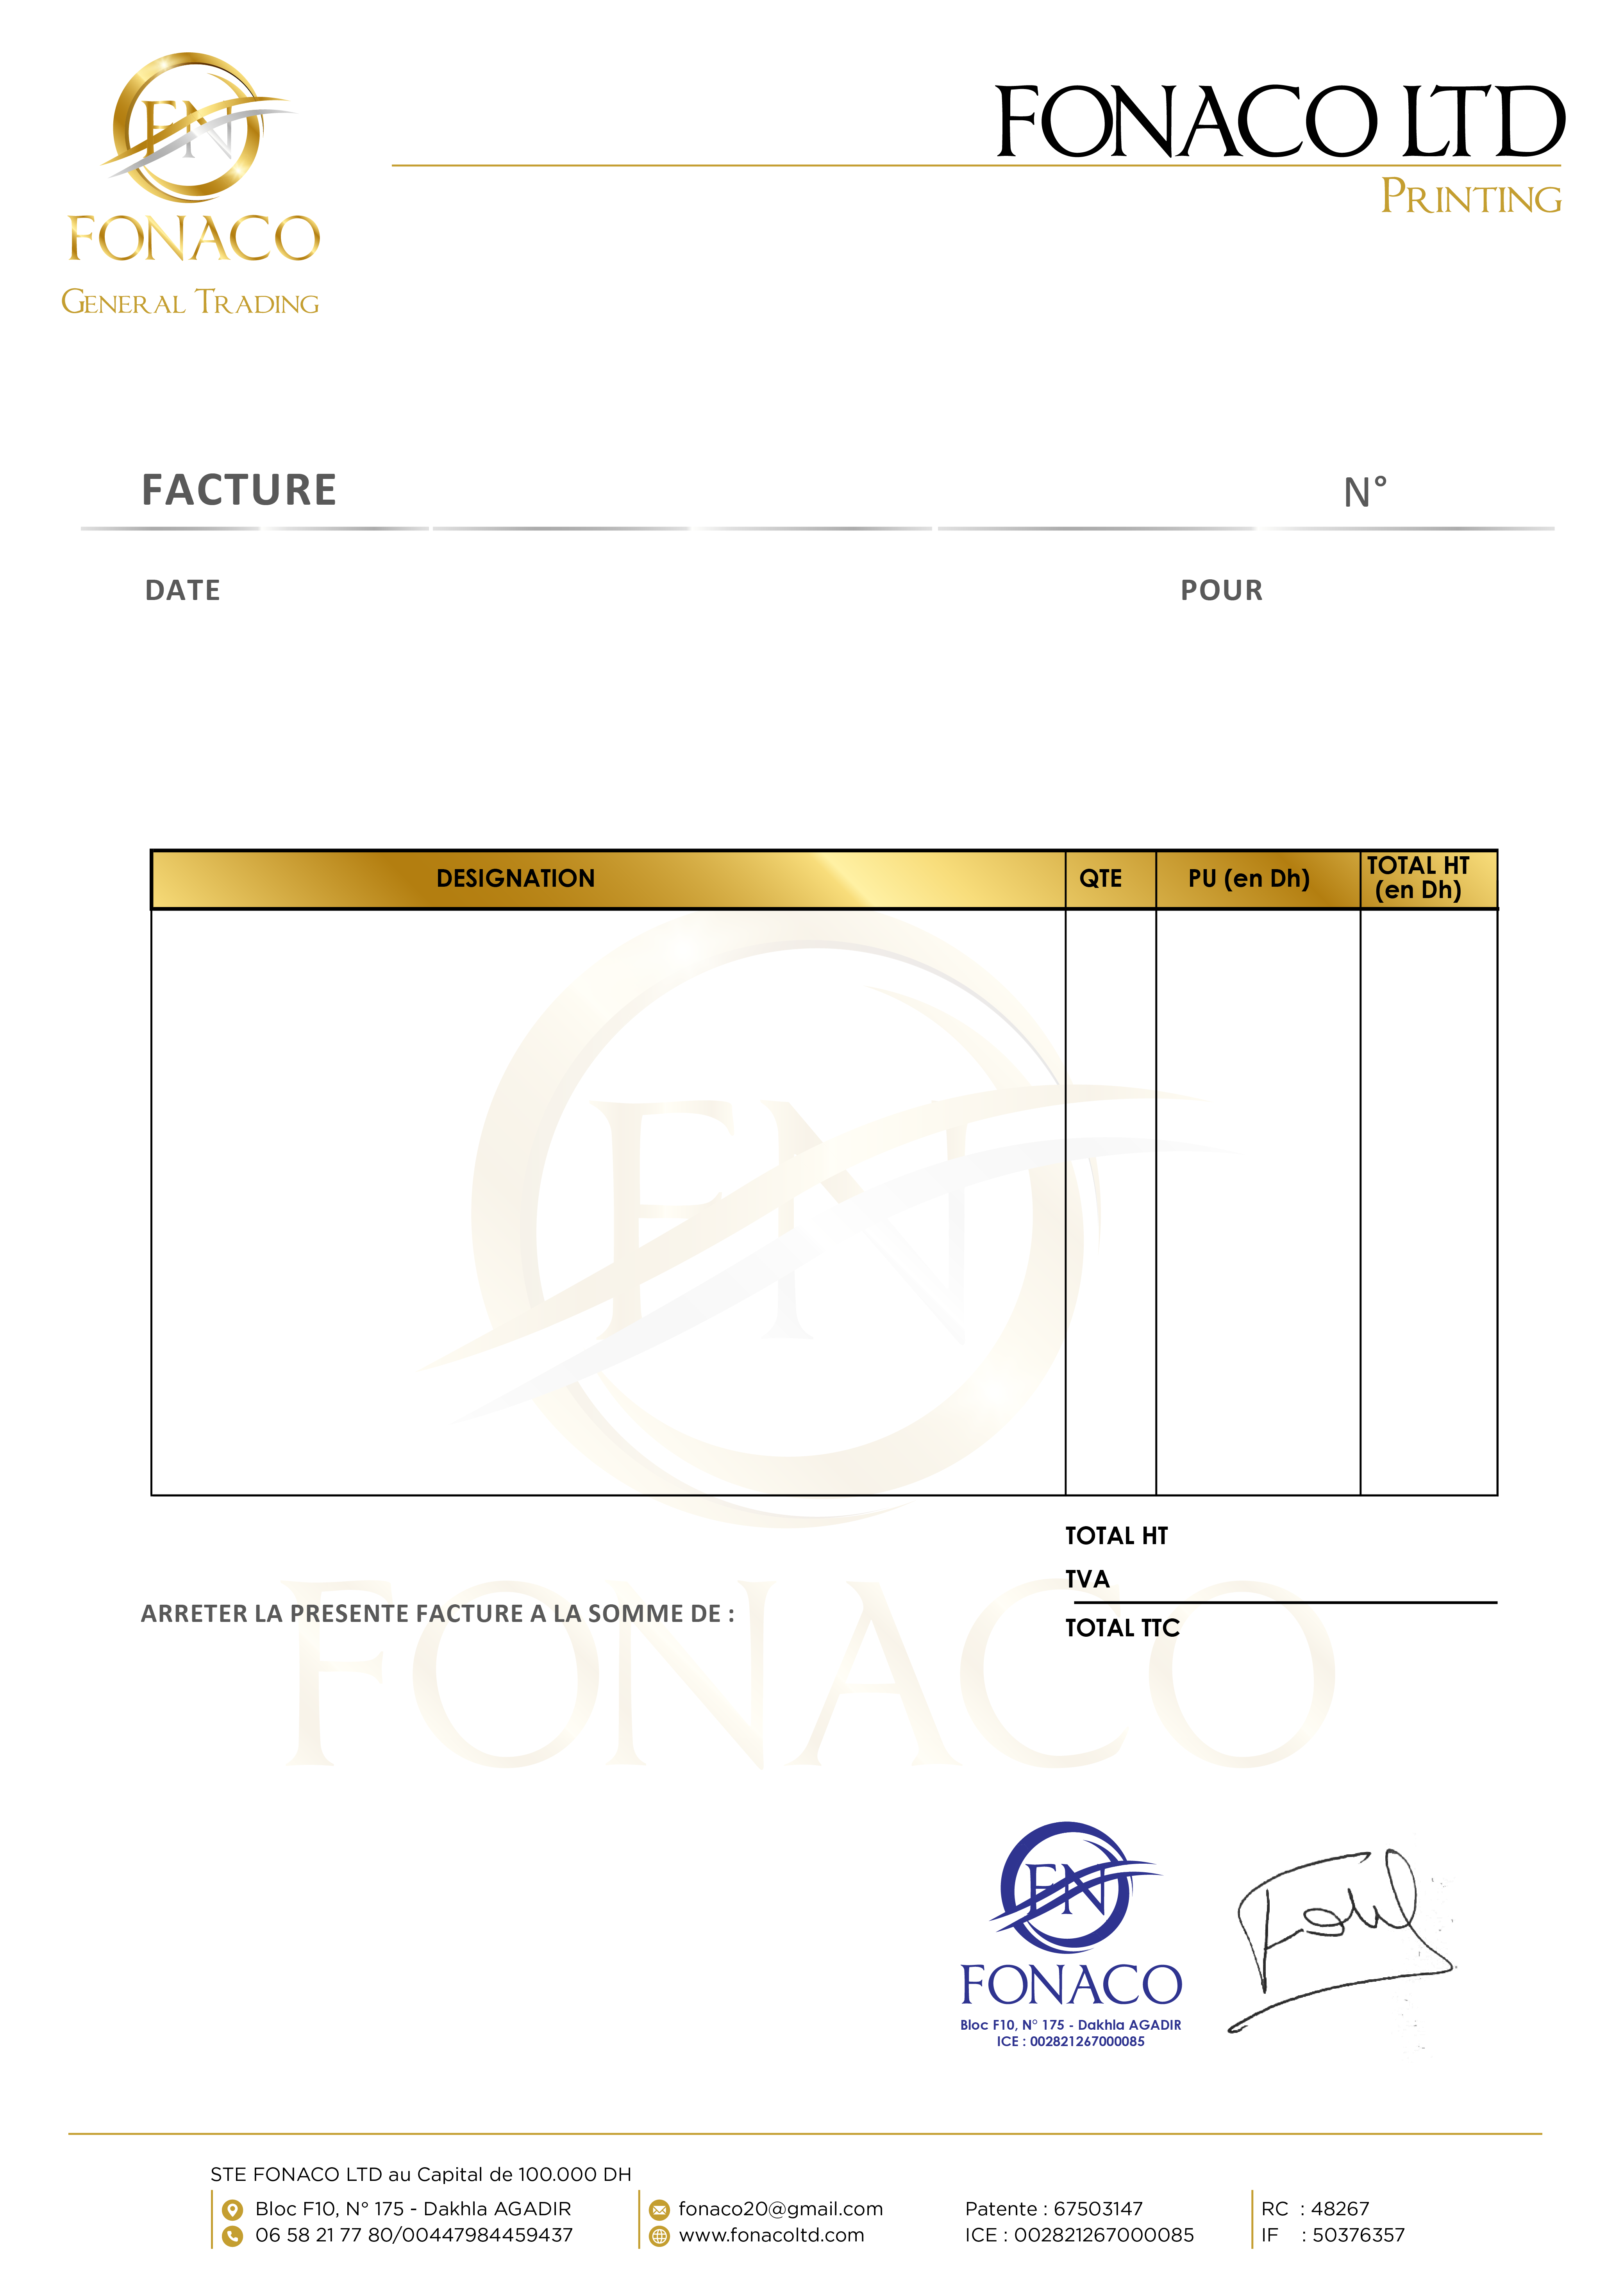 FN
FONACO
GENERAL TRADING
FONACO LTD
PRINTING
FACTURE
N°
DATE
POUR
DESIGNATION
QTE
PU (en Dh)
TOTAL HT
(en Dh)
FN
TOTAL HT
TVA
ARRETER LA PRESENTE FACTURE A LA SOMME DE :
TOTAL TTC
FONACO
FN
FONACO
Bloc F10, N° 175 - Dakhla AGADIR
ICE : 002821267000085
STE FONACO LTD au Capital de 100.000 DH
Bloc F10, N° 175 - Dakhla AGADIR
06 58 21 77 80/00447984459437
fonaco20@gmail.com
www.fonacoltd.com
Patente : 67503147
ICE : 002821267000085
RC : 48267
IF : 50376357